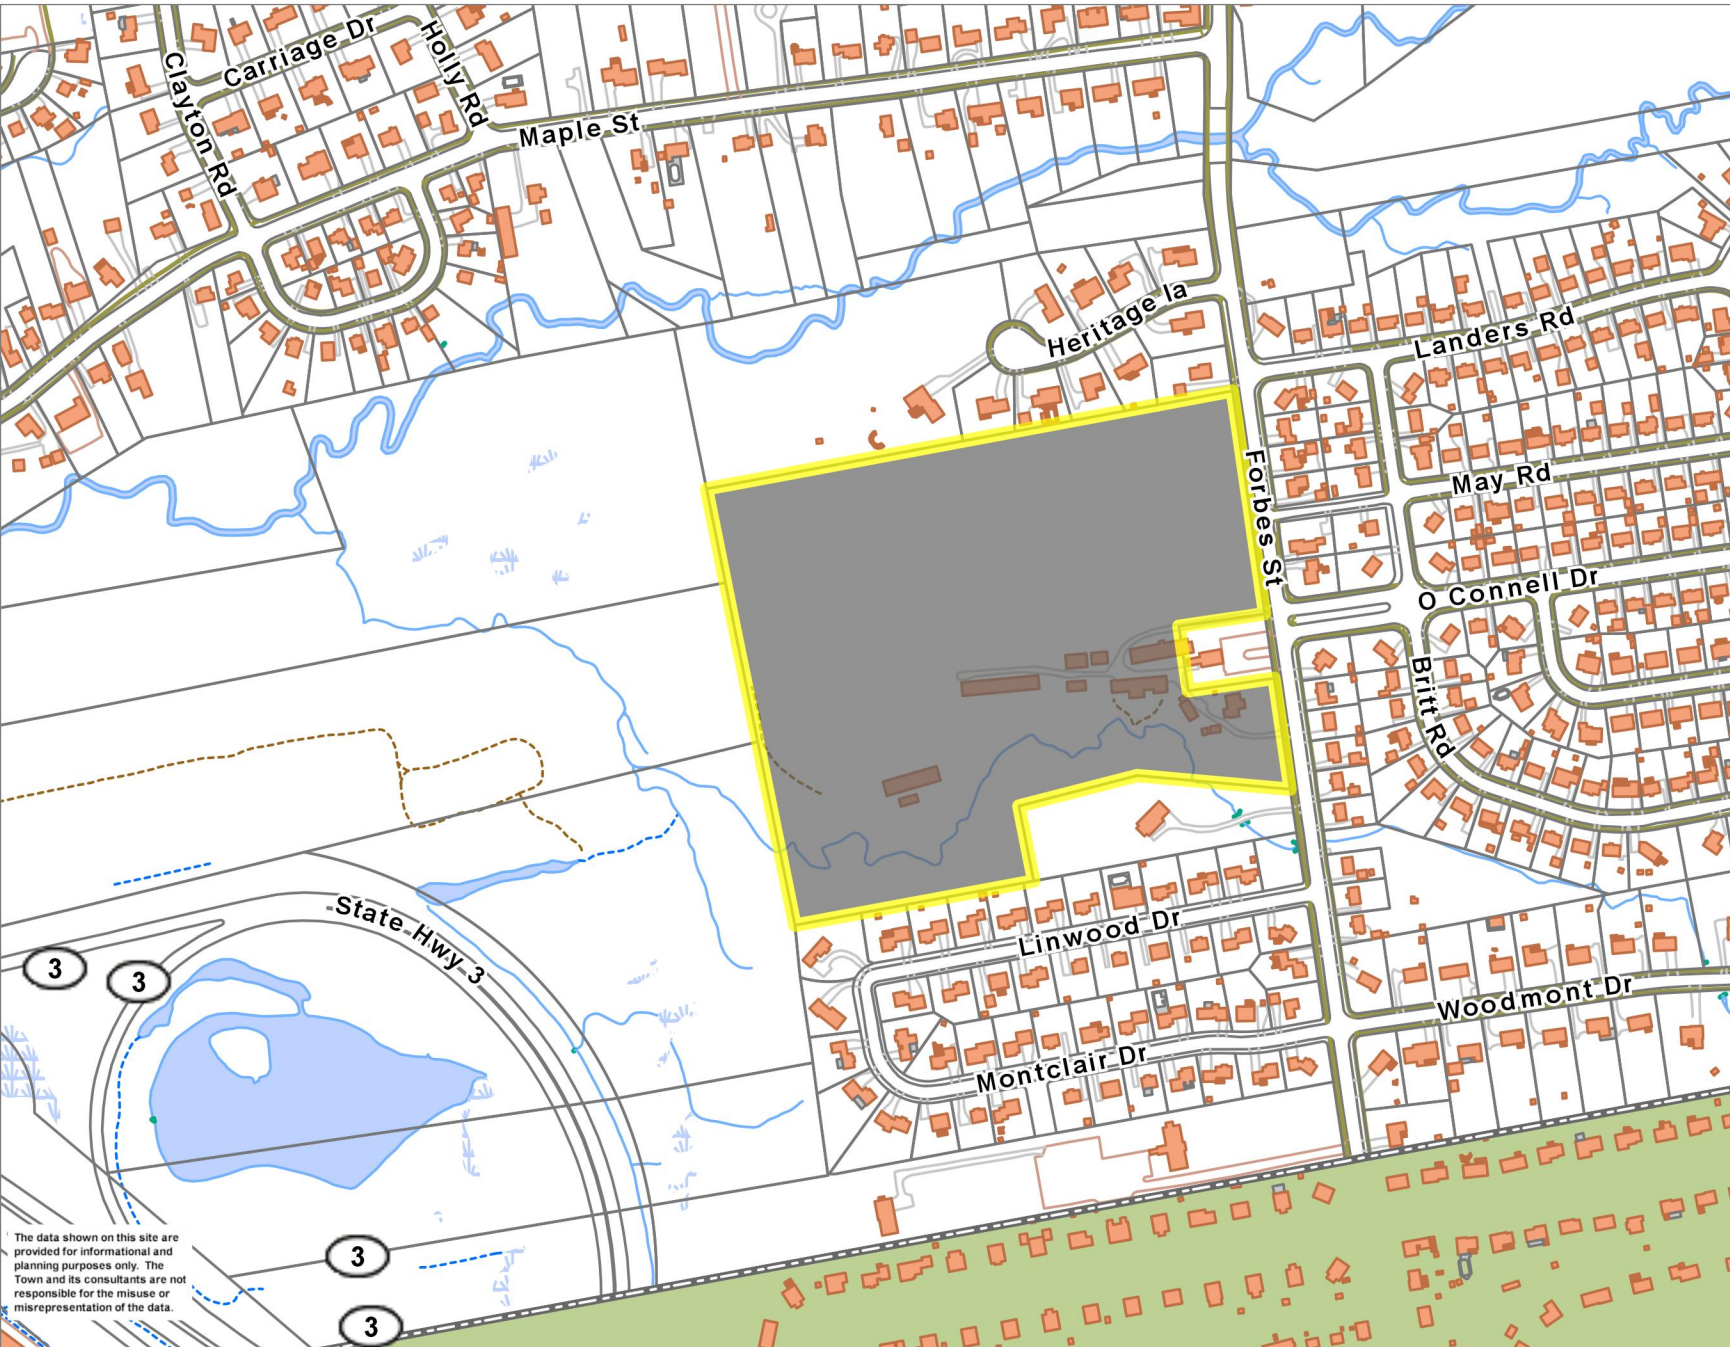 Carriage Dr
Holly Rd
Clayton Rd
Maple St
Heritage la
Landers Rd
Forbes St
May Rd
O Connell Dr
Britt Rd
State Hwy 3
Linwood Dr
3
3
Woodmont Dr
Montclair Dr
The data shown on this site are
provided for informational and
planning purposes only. The
Town and its consultants are not
responsible for the misuse or
misrepresentation of the data.
3
3